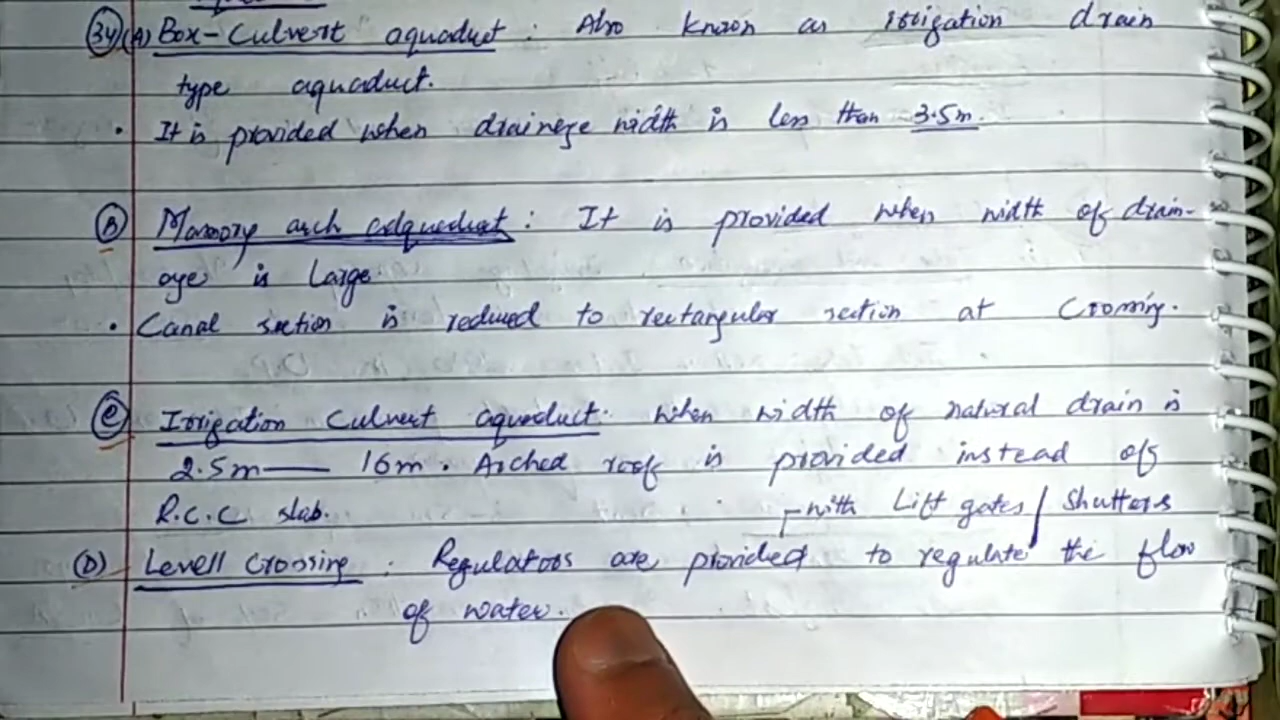 34 (A) Box-Culvert aquaduct : Also known as irrigation drain
type aquaduct.
• It is provided when draineze width is less than 3.5m.
(B) Masonry arch adqueduct : It is provided when width of drain-
age is Large.
• Canal section is reduced to rectangular section at Crossing.
(C) Irrigation Culvert aqueduct: When width of natural drain is
2.5m — 16m. Arched roof is provided instead of
R.C.C slab.
with Lift gates / Shutters
(D) Levell Crossing : Regulators are provided to regulate the flow
of water.